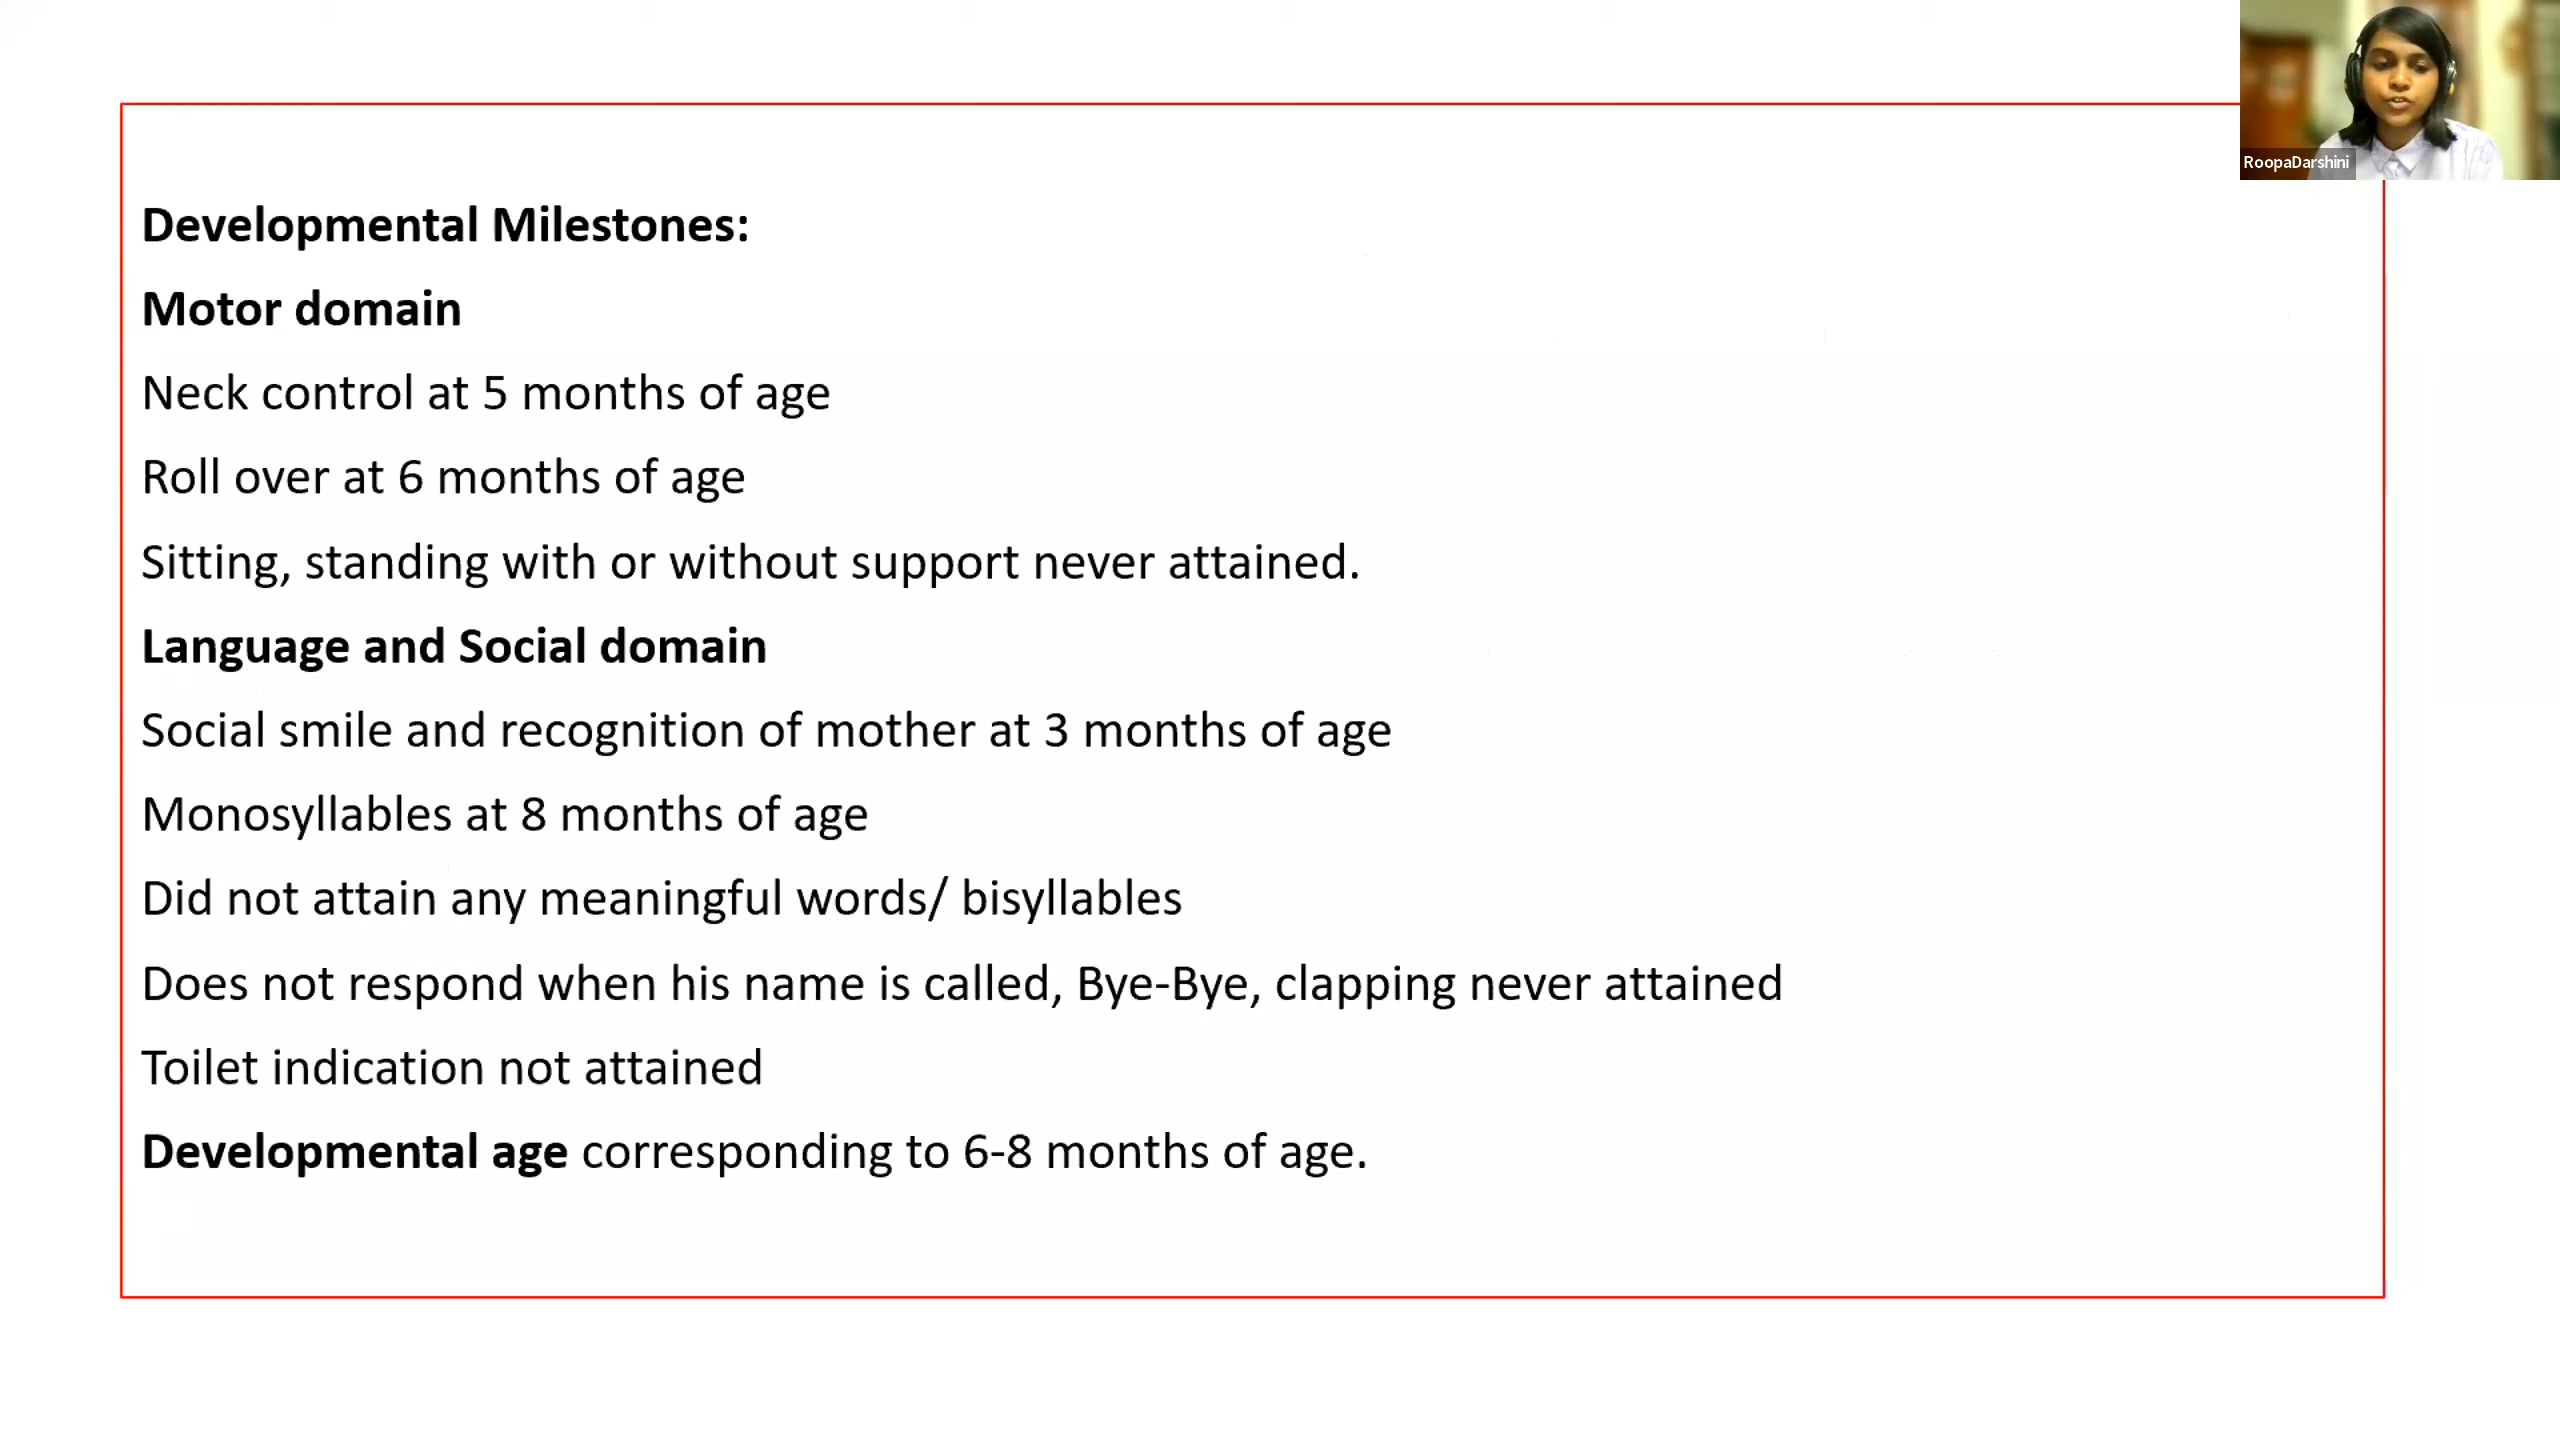 RoopaDarshini
Developmental Milestones:
Motor domain
Neck control at 5 months of age
Roll over at 6 months of age
Sitting, standing with or without support never attained.
Language and Social domain
Social smile and recognition of mother at 3 months of age
Monosyllables at 8 months of age
Did not attain any meaningful words/ bisyllables
Does not respond when his name is called, Bye-Bye, clapping never attained
Toilet indication not attained
Developmental age corresponding to 6-8 months of age.